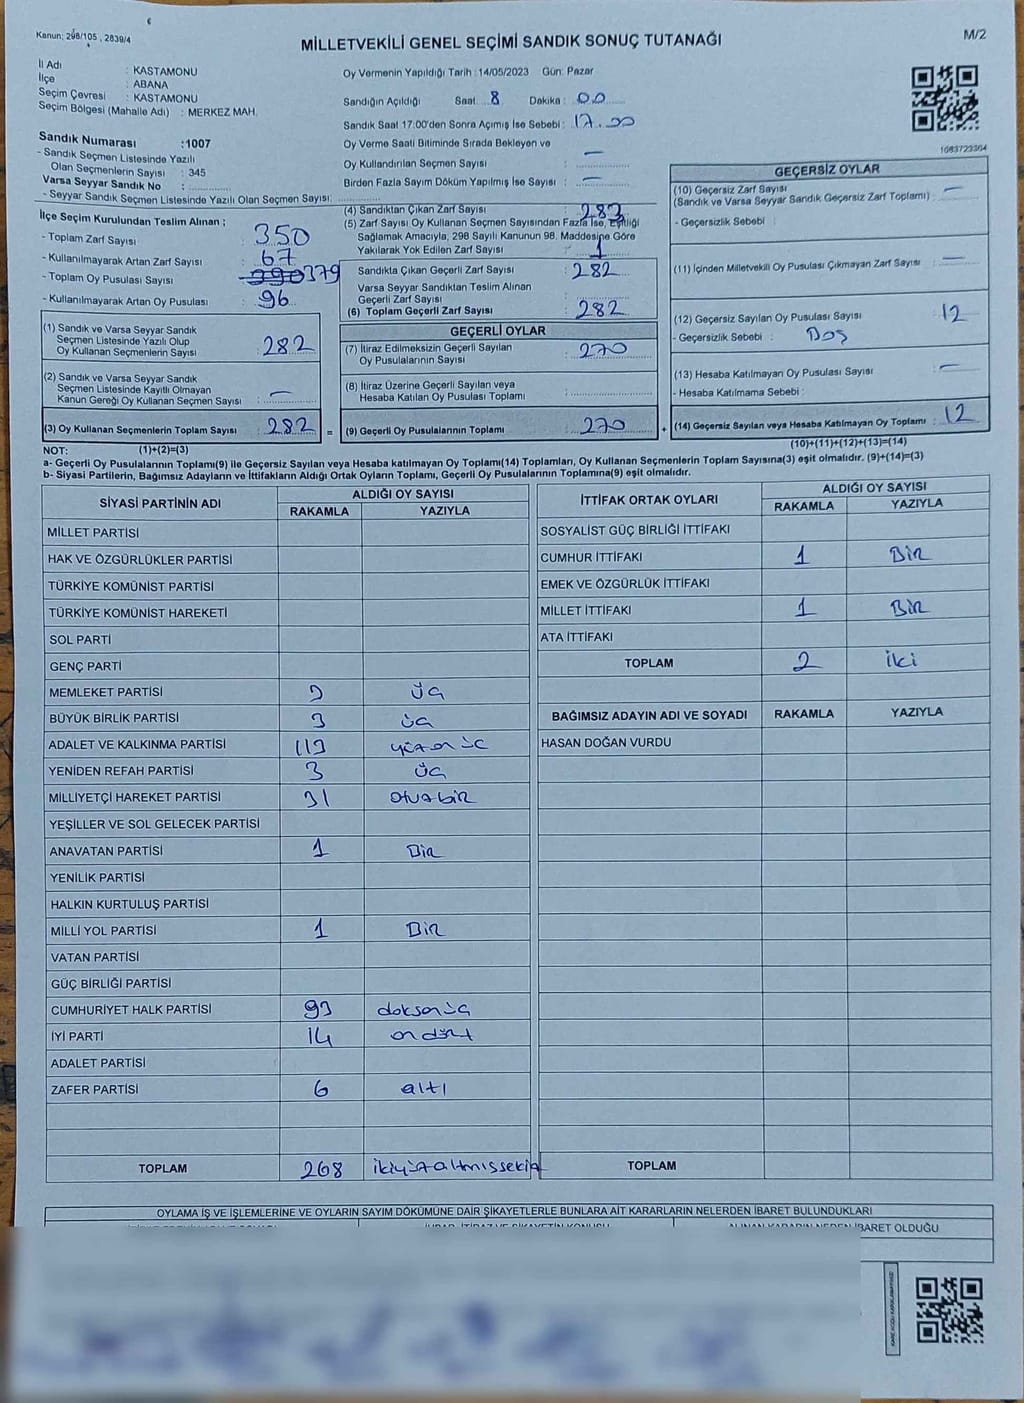 Kanun; 298/105 , 2839/4
M/2
MİLLETVEKİLİ GENEL SEÇİMİ SANDIK SONUÇ TUTANAĞI
İl Adı : KASTAMONU
İlçe : ABANA
Seçim Çevresi : KASTAMONU
Seçim Bölgesi (Mahalle Adı) : MERKEZ MAH.
Sandık Numarası :1007
- Sandık Seçmen Listesinde Yazılı
Olan Seçmenlerin Sayısı : 345
Varsa Seyyar Sandık No :
- Seyyar Sandık Seçmen Listesinde Yazılı Olan Seçmen Sayısı:
Oy Vermenin Yapıldığı Tarih :14/05/2023 Gün: Pazar
Sandığın Açıldığı Saat 8 Dakika : 00
Sandık Saat 17:00'den Sonra Açılmış İse Sebebi : 17.00
Oy Verme Saati Bitiminde Sırada Bekleyen ve
Oy Kullandırılan Seçmen Sayısı : —
Birden Fazla Sayım Döküm Yapılmış İse Sayısı : —
1083723304
İlçe Seçim Kurulundan Teslim Alınan ;
- Toplam Zarf Sayısı : 350
- Kullanılmayarak Artan Zarf Sayısı : 67
- Toplam Oy Pusulası Sayısı : 379
- Kullanılmayarak Artan Oy Pusulası : 96
(1) Sandık ve Varsa Seyyar Sandık
Seçmen Listesinde Yazılı Olup
Oy Kullanan Seçmenlerin Sayısı : 282
(2) Sandık ve Varsa Seyyar Sandık
Seçmen Listesinde Kayıtlı Olmayan
Kanun Gereği Oy Kullanan Seçmen Sayısı : —
(3) Oy Kullanan Seçmenlerin Toplam Sayısı : 282 =
(4) Sandıktan Çıkan Zarf Sayısı : 283
(5) Zarf Sayısı Oy Kullanan Seçmen Sayısından Fazla İse, Eşitliği
Sağlamak Amacıyla, 298 Sayılı Kanunun 98. Maddesine Göre
Yakılarak Yok Edilen Zarf Sayısı : 1
Sandıkta Çıkan Geçerli Zarf Sayısı : 282
Varsa Seyyar Sandıktan Teslim Alınan
Geçerli Zarf Sayısı :
(6) Toplam Geçerli Zarf Sayısı : 282
GEÇERLİ OYLAR
(7) İtiraz Edilmeksizin Geçerli Sayılan
Oy Pusulalarının Sayısı : 270
(8) İtiraz Üzerine Geçerli Sayılan veya
Hesaba Katılan Oy Pusulası Toplamı :
(9) Geçerli Oy Pusulalarının Toplamı : 270 +
GEÇERSİZ OYLAR
(10) Geçersiz Zarf Sayısı
(Sandık ve Varsa Seyyar Sandık Geçersiz Zarf Toplamı) : —
- Geçersizlik Sebebi :
(11) İçinden Milletvekili Oy Pusulası Çıkmayan Zarf Sayısı : —
(12) Geçersiz Sayılan Oy Pusulası Sayısı : 12
- Geçersizlik Sebebi : Boş
(13) Hesaba Katılmayan Oy Pusulası Sayısı : —
- Hesaba Katılmama Sebebi :
(14) Geçersiz Sayılan veya Hesaba Katılmayan Oy Toplamı : 12
NOT: (1)+(2)=(3)
(10)+(11)+(12)+(13)=(14)
a- Geçerli Oy Pusulalarının Toplamı(9) ile Geçersiz Sayılan veya Hesaba katılmayan Oy Toplamı(14) Toplamları, Oy Kullanan Seçmenlerin Toplam Sayısına(3) eşit olmalıdır. (9)+(14)=(3)
b- Siyasi Partilerin, Bağımsız Adayların ve İttifakların Aldığı Ortak Oyların Toplamı, Geçerli Oy Pusulalarının Toplamına(9) eşit olmalıdır.
SİYASİ PARTİNİN ADI ALDIĞI OY SAYISI
RAKAMLA YAZIYLA
MİLLET PARTİSİ
HAK VE ÖZGÜRLÜKLER PARTİSİ
TÜRKİYE KOMÜNİST PARTİSİ
TÜRKİYE KOMÜNİST HAREKETİ
SOL PARTİ
GENÇ PARTİ
MEMLEKET PARTİSİ 3 üç
BÜYÜK BİRLİK PARTİSİ 3 üç
ADALET VE KALKINMA PARTİSİ 113 yüzonüç
YENİDEN REFAH PARTİSİ 3 üç
MİLLİYETÇİ HAREKET PARTİSİ 31 otuzbir
YEŞİLLER VE SOL GELECEK PARTİSİ
ANAVATAN PARTİSİ 1 Bir
YENİLİK PARTİSİ
HALKIN KURTULUŞ PARTİSİ
MİLLİ YOL PARTİSİ 1 Bir
VATAN PARTİSİ
GÜÇ BİRLİĞİ PARTİSİ
CUMHURİYET HALK PARTİSİ 93 doksanüç
İYİ PARTİ 14 ondört
ADALET PARTİSİ
ZAFER PARTİSİ 6 altı
TOPLAM 268 ikiyüzaltmışsekiz
İTTİFAK ORTAK OYLARI ALDIĞI OY SAYISI
RAKAMLA YAZIYLA
SOSYALİST GÜÇ BİRLİĞİ İTTİFAKI
CUMHUR İTTİFAKI 1 Bir
EMEK VE ÖZGÜRLÜK İTTİFAKI
MİLLET İTTİFAKI 1 Bir
ATA İTTİFAKI
TOPLAM 2 iki
BAĞIMSIZ ADAYIN ADI VE SOYADI RAKAMLA YAZIYLA
HASAN DOĞAN VURDU
TOPLAM
OYLAMA İŞ VE İŞLEMLERİNE VE OYLARIN SAYIM DÖKÜMÜNE DAİR ŞİKAYETLERLE BUNLARA AİT KARARLARIN NELERDEN İBARET BULUNDUKLARI
ALINAN KARARIN NEDEN İBARET OLDUĞU